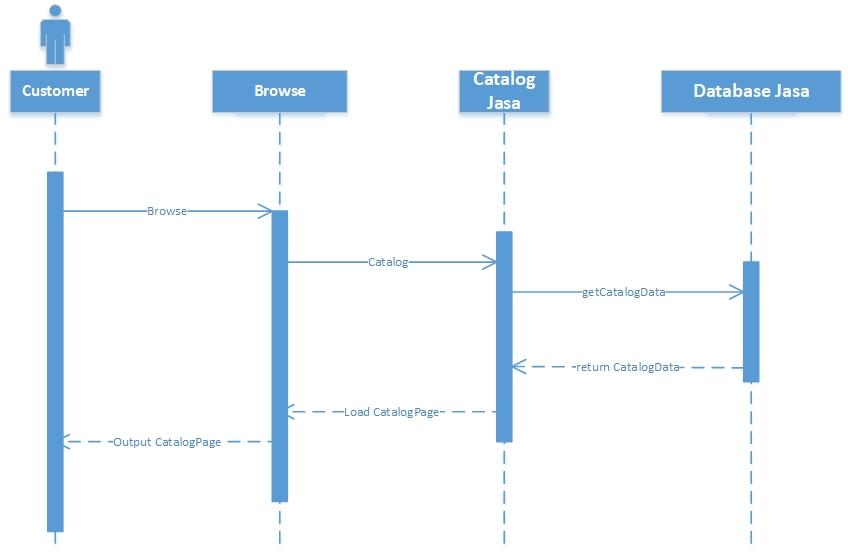 Customer
Browse
Catalog
Jasa
Database Jasa
Browse
Catalog
getCatalogData
return CatalogData
Load CatalogPage
Output CatalogPage